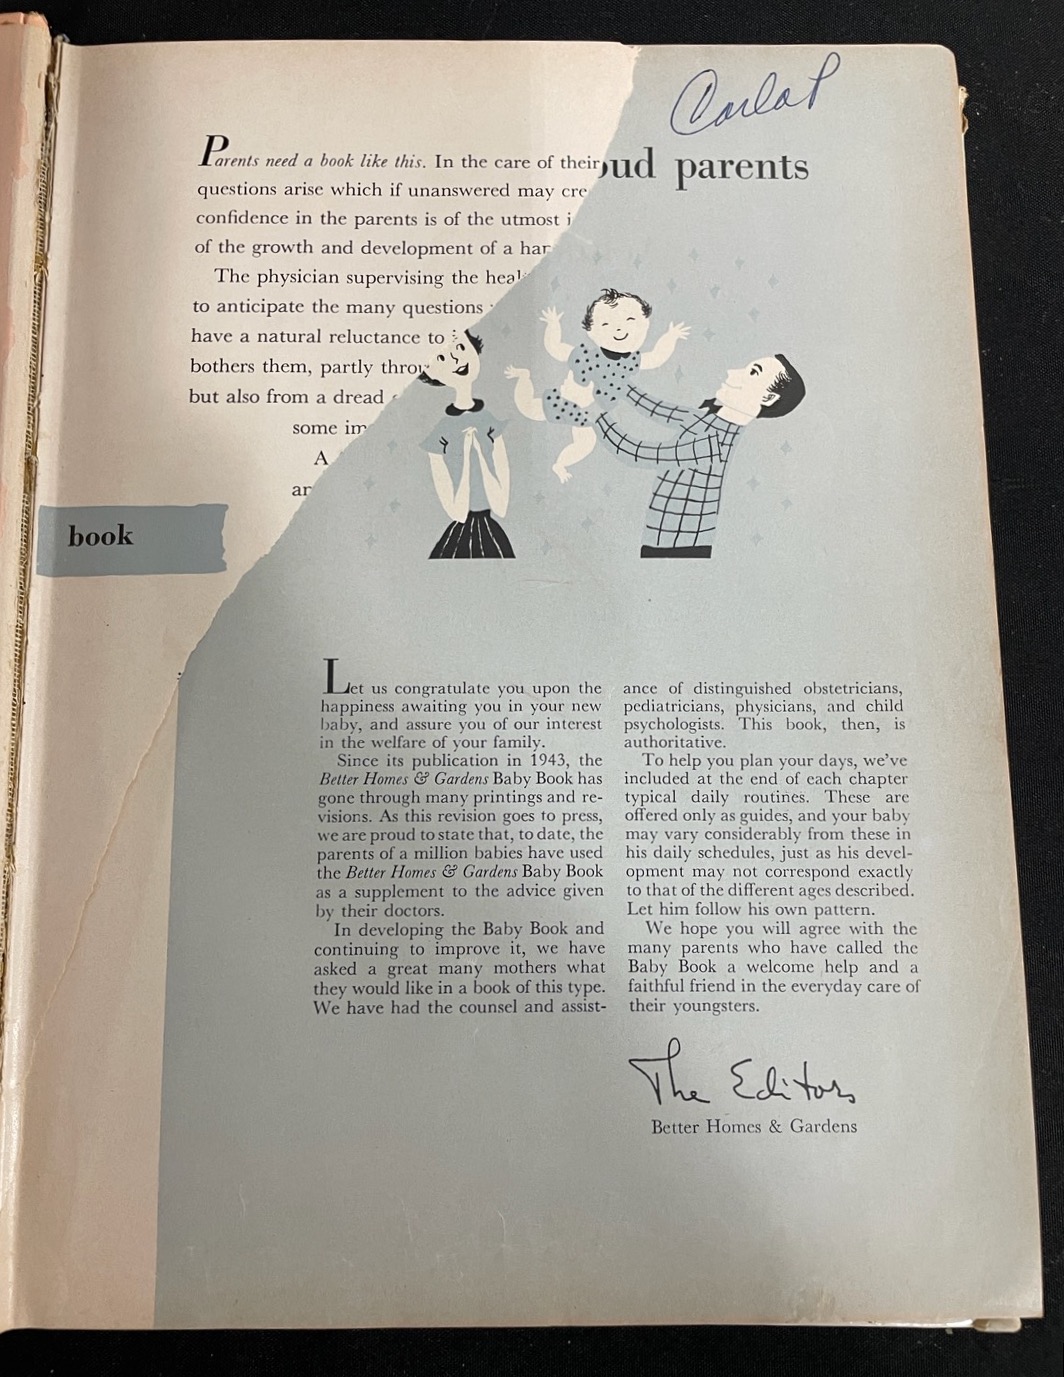 Carla P
Parents need a book like this. In the care of their
questions arise which if unanswered may cre
confidence in the parents is of the utmost i
of the growth and development of a har
The physician supervising the heal
to anticipate the many questions
have a natural reluctance to
bothers them, partly throu
but also from a dread
some im
A
an
oud parents
book
Let us congratulate you upon the
happiness awaiting you in your new
baby, and assure you of our interest
in the welfare of your family.
Since its publication in 1943, the
Better Homes & Gardens Baby Book has
gone through many printings and re-
visions. As this revision goes to press,
we are proud to state that, to date, the
parents of a million babies have used
the Better Homes & Gardens Baby Book
as a supplement to the advice given
by their doctors.
In developing the Baby Book and
continuing to improve it, we have
asked a great many mothers what
they would like in a book of this type.
We have had the counsel and assist-
ance of distinguished obstetricians,
pediatricians, physicians, and child
psychologists. This book, then, is
authoritative.
To help you plan your days, we've
included at the end of each chapter
typical daily routines. These are
offered only as guides, and your baby
may vary considerably from these in
his daily schedules, just as his devel-
opment may not correspond exactly
to that of the different ages described.
Let him follow his own pattern.
We hope you will agree with the
many parents who have called the
Baby Book a welcome help and a
faithful friend in the everyday care of
their youngsters.
The Editors
Better Homes & Gardens